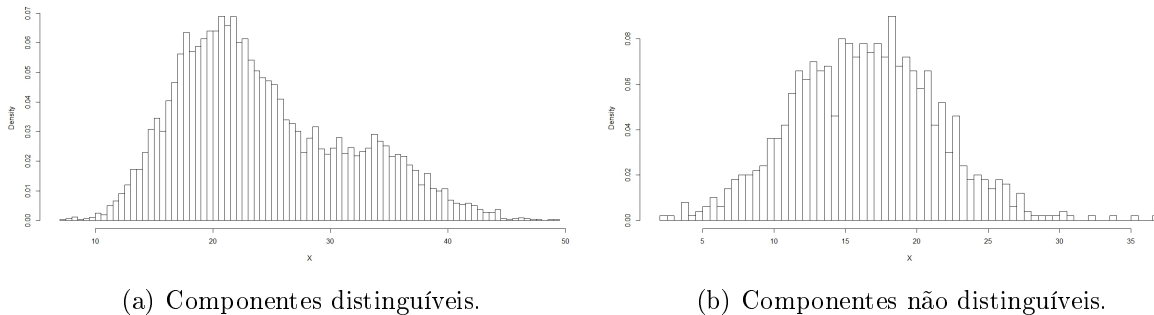 0.07
0.06
0.05
0.04
0.03
0.02
0.01
0.00
Density
10 20 30 40 50
X
(a) Componentes distinguíveis.
0.08
0.06
0.04
0.02
0.00
Density
5 10 15 20 25 30 35
X
(b) Componentes não distinguíveis.